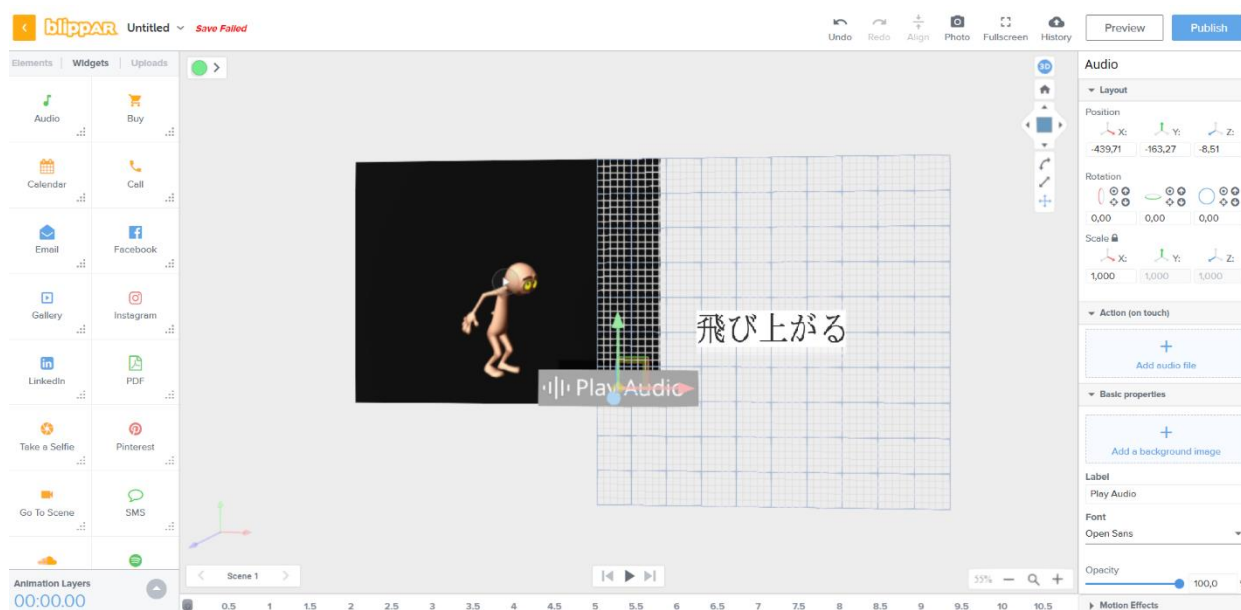 blippAR Untitled Save Failed
Undo Redo Align Photo Fullscreen History
Preview Publish
Elements Widgets Uploads
Audio Buy
Calendar Call
Email Facebook
Gallery Instagram
LinkedIn PDF
Take a Selfie Pinterest
Go To Scene SMS
Animation Layers
00:00.00
3D
飛び上がる
Play Audio
Scene 1
55%
0 0.5 1 1.5 2 2.5 3 3.5 4 4.5 5 5.5 6 6.5 7 7.5 8 8.5 9 9.5 10 10.5
Audio
Layout
Position
X: Y: Z:
-439,71 -163,27 -8,51
Rotation
0,00 0,00 0,00
Scale
X: Y: Z:
1,000 1,000 1,000
Action (on touch)
Add audio file
Basic properties
Add a background image
Label
Play Audio
Font
Open Sans
Opacity
100,0
Motion Effects